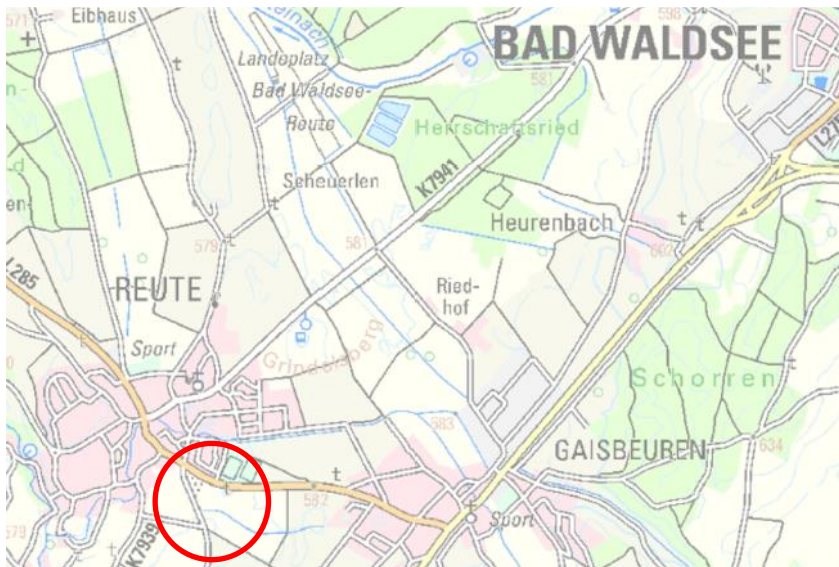 571
Eibhaus
598
BAD WALDSEE
Landeplatz
Bad Waldsee-
Reute
581
Herrschaftsried
K7941
Scheuerlen
Heurenbach
en-
579
581
602
L285
REUTE
Ried-
hof
Sport
Grindelsberg
Schorren
583
GAISBEUREN
634
582
Sport
K7939
579